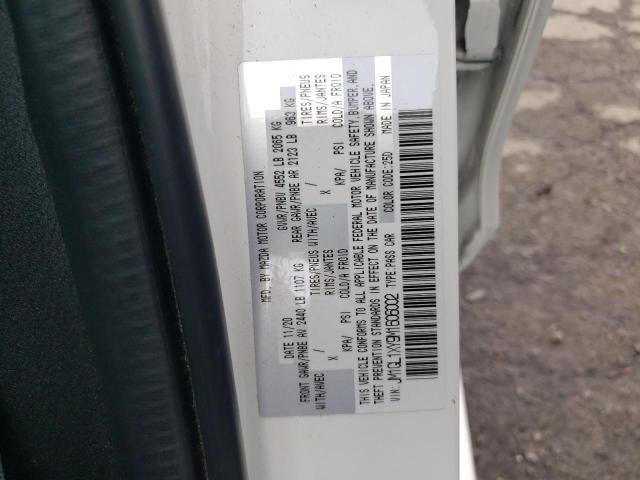 MFD. BY MAZDA MOTOR CORPORATION
DATE 11/20 GVWR/PNBV 4552 LB 2065 KG
FRONT GAWR/PNBE AV 2440 LB 1107 KG REAR GAWR/PNBE AR 2123 LB 963 KG
WITH/AVEC / TIRES/PNEUS WITH/AVEC / TIRES/PNEUS
X RIMS/JANTES X RIMS/JANTES
KPA/ PSI COLD/A FROID KPA/ PSI COLD/A FROID
THIS VEHICLE CONFORMS TO ALL APPLICABLE FEDERAL MOTOR VEHICLE SAFETY, BUMPER, AND
THEFT PREVENTION STANDARDS IN EFFECT ON THE DATE OF MANUFACTURE SHOWN ABOVE.
VIN: JM1GL1XY9M1606002 TYPE: PASS CAR COLOR CODE: 25D MADE IN JAPAN